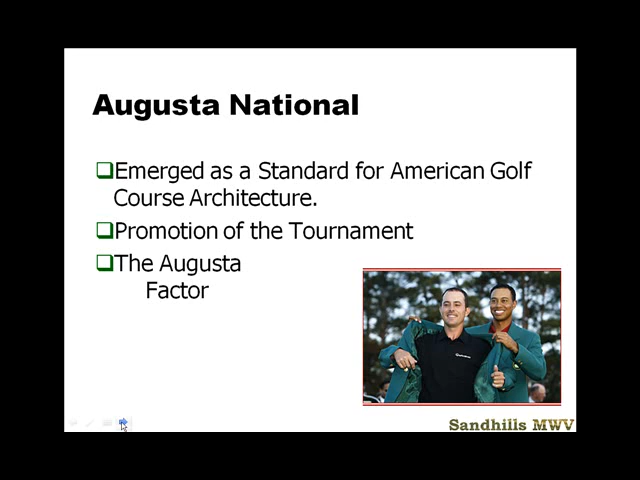 Augusta National
Emerged as a Standard for American Golf
Course Architecture.
Promotion of the Tournament
The Augusta
Factor
Sandhills MWV